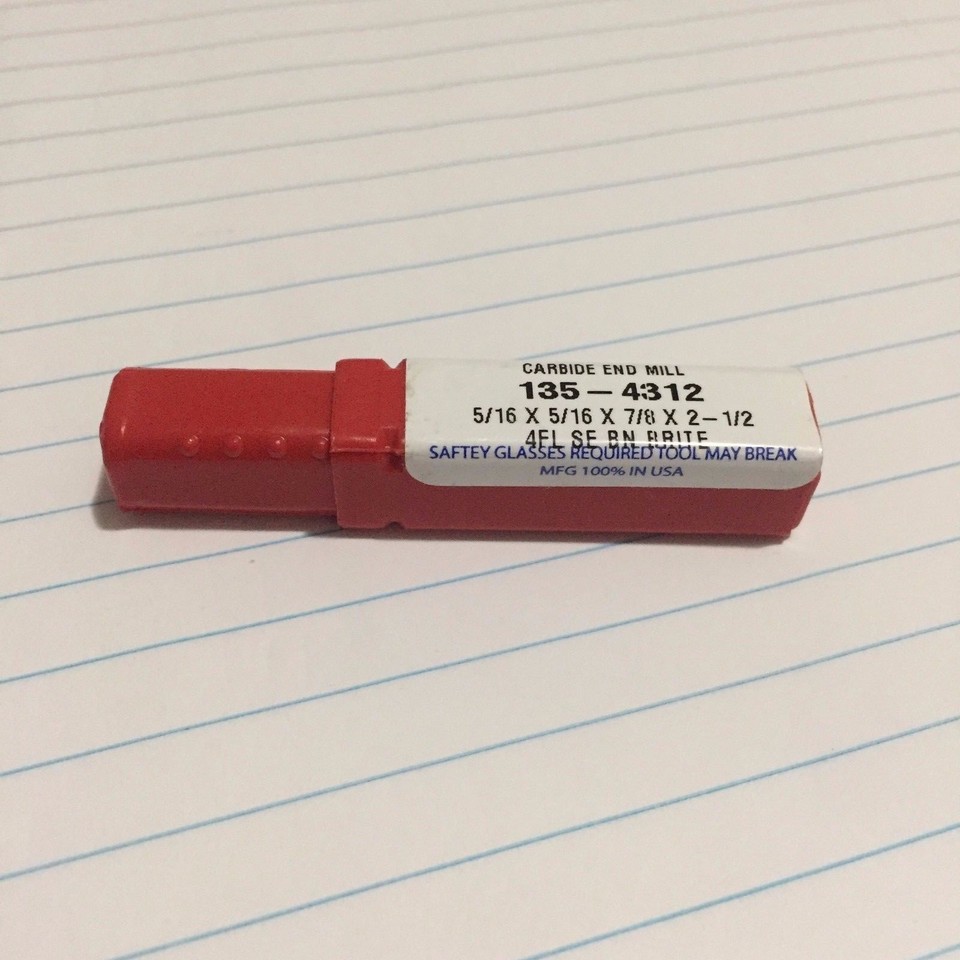 CARBIDE END MILL
135-4312
5/16 X 5/16 X 7/8 X 2-1/2
4FL SE BN BRITE
SAFTEY GLASSES REQUIRED TOOL MAY BREAK
MFG 100% IN USA